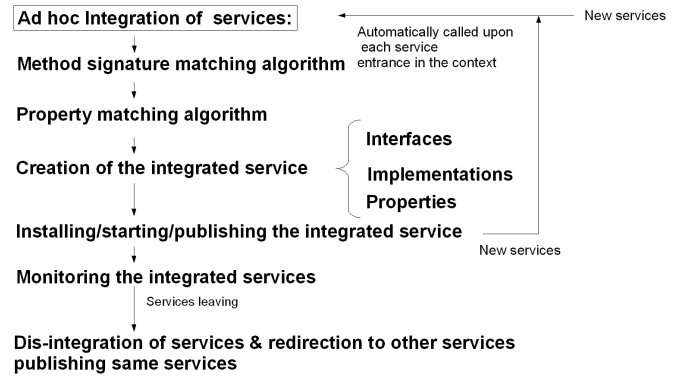 Ad hoc Integration of services:
New services
Automatically called upon
each service
entrance in the context
Method signature matching algorithm
Property matching algorithm
Creation of the integrated service
Interfaces
Implementations
Properties
Installing/starting/publishing the integrated service
New services
Monitoring the integrated services
Services leaving
Dis-integration of services & redirection to other services
publishing same services